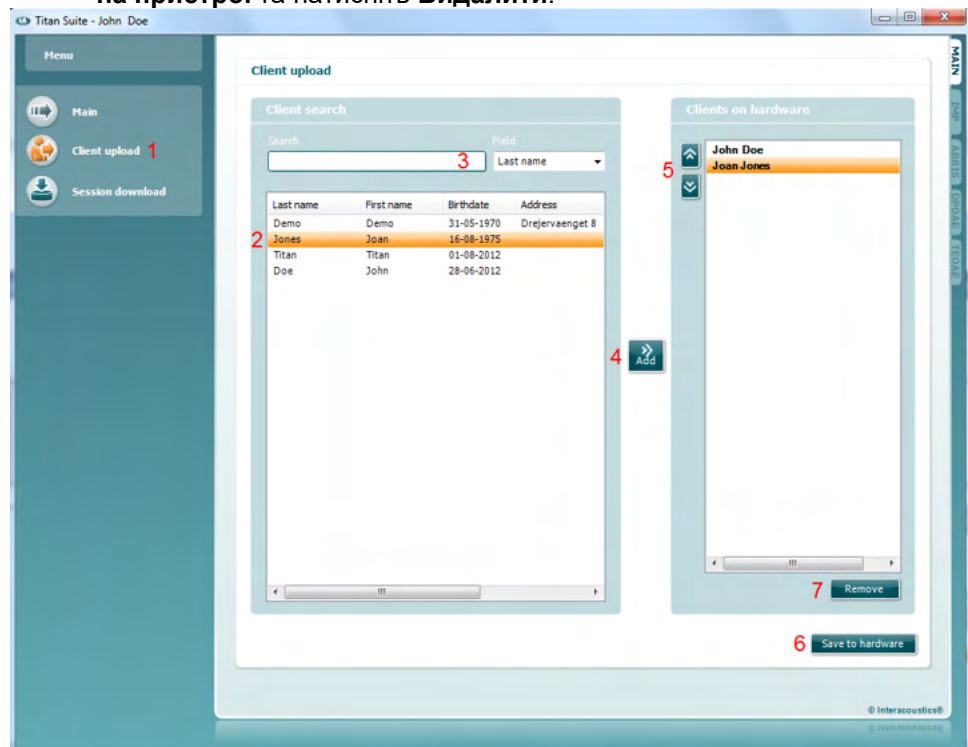 на пристрої та натисніть Видалити.
Titan Suite - John Doe
Menu
Main
Client upload 1
Session download
Client upload
Client search
Search
Field
3
Last name
Last name First name Birthdate Address
Demo Demo 31-05-1970 Drejervaenget 8
2 Jones Joan 16-08-1975
Titan Titan 01-08-2012
Doe John 28-06-2012
4 Add
Clients on hardware
5
John Doe
Joan Jones
7 Remove
6 Save to hardware
© Interacoustics®
MAIN
IMP
ABRIS
DPOAE
TEOAE